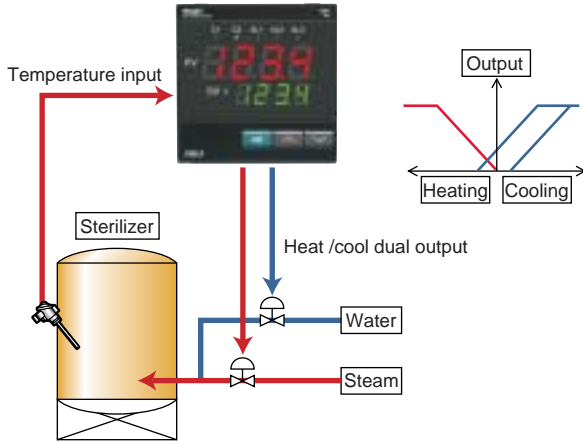 Temperature input
PV
1234
SV
1234
Output
Heating
Cooling
Sterilizer
Heat /cool dual output
Water
Steam